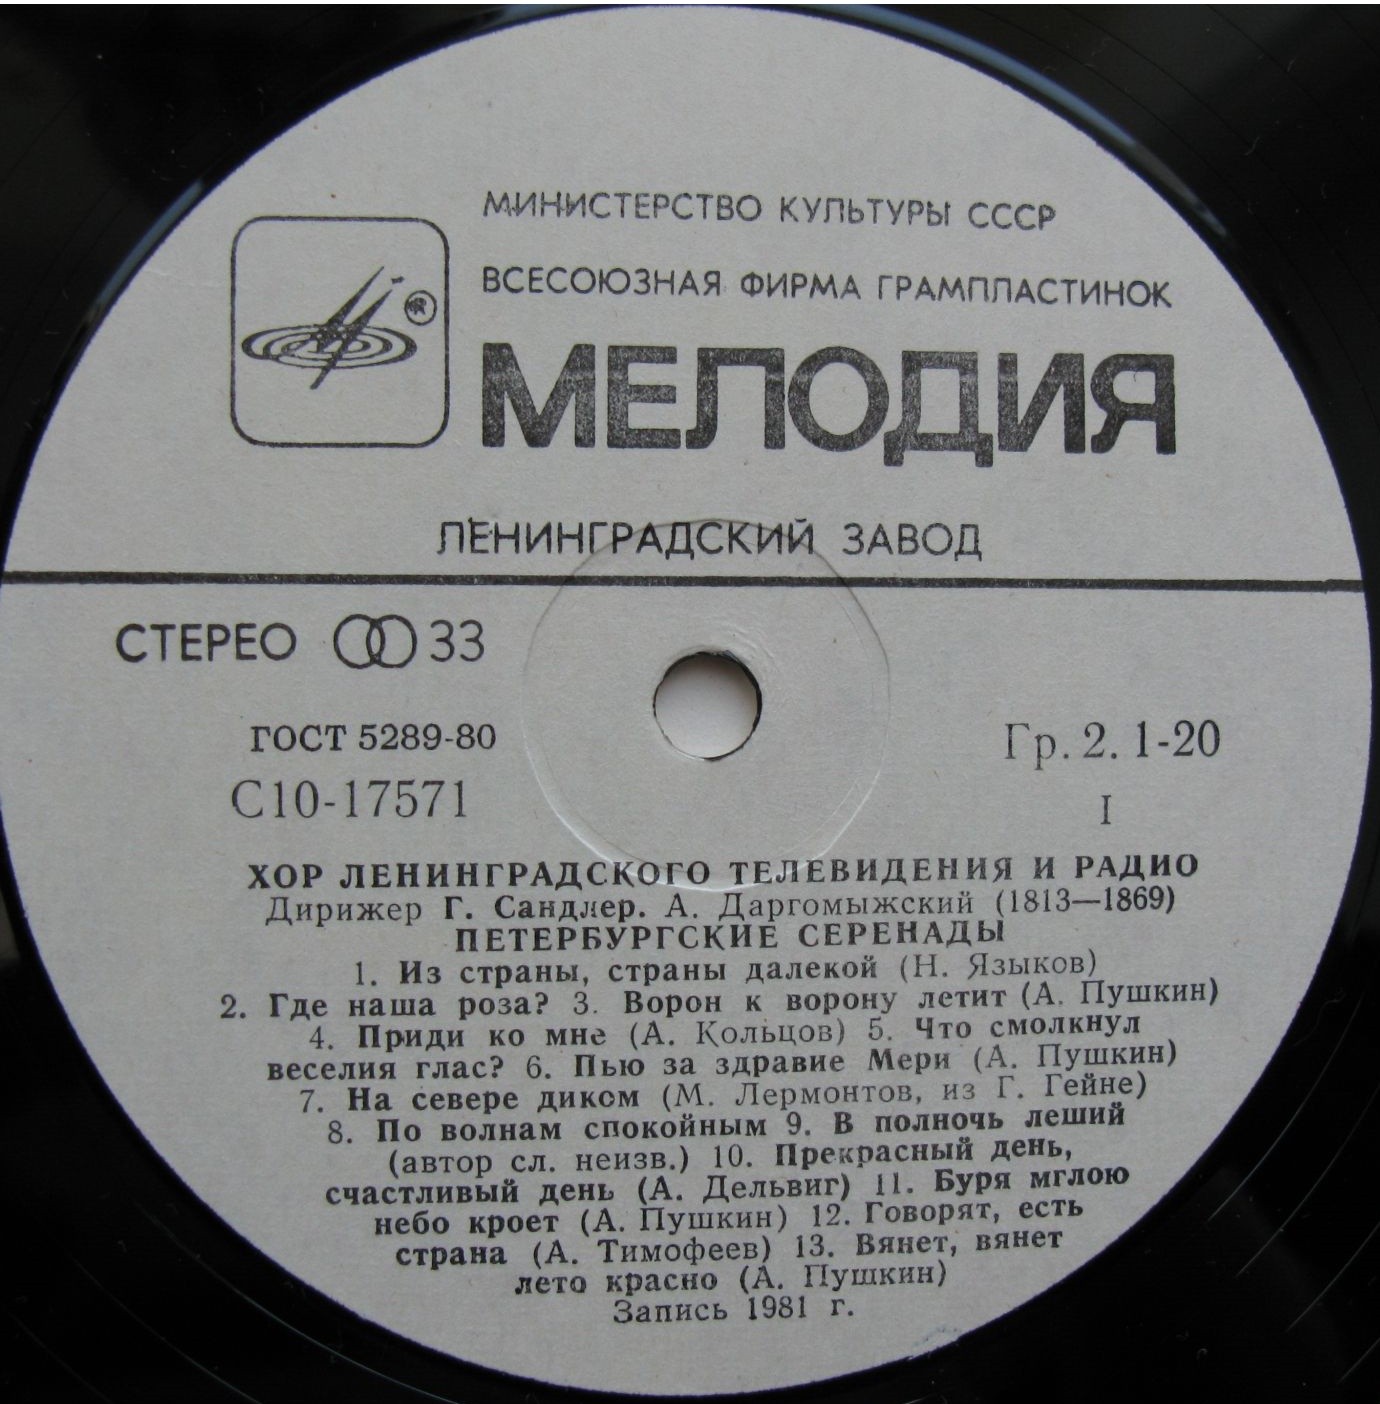 МИНИСТЕРСТВО КУЛЬТУРЫ СССР
ВСЕСОЮЗНАЯ ФИРМА ГРАМПЛАСТИНОК
МЕЛОДИЯ
ЛЕНИНГРАДСКИЙ ЗАВОД
СТЕРЕО 33
ГОСТ 5289-80
Гр. 2. 1-20
С10-17571
I
ХОР ЛЕНИНГРАДСКОГО ТЕЛЕВИДЕНИЯ И РАДИО
Дирижер Г. Сандлер. А. Даргомыжский (1813—1869)
ПЕТЕРБУРГСКИЕ СЕРЕНАДЫ
1. Из страны, страны далекой (Н. Языков)
2. Где наша роза? 3. Ворон к ворону летит (А. Пушкин)
4. Приди ко мне (А. Кольцов) 5. Что смолкнул
веселия глас? 6. Пью за здравие Мери (А. Пушкин)
7. На севере диком (М. Лермонтов, из Г. Гейне)
8. По волнам спокойным 9. В полночь леший
(автор сл. неизв.) 10. Прекрасный день,
счастливый день (А. Дельвиг) 11. Буря мглою
небо кроет (А. Пушкин) 12. Говорят, есть
страна (А. Тимофеев) 13. Вянет, вянет
лето красно (А. Пушкин)
Запись 1981 г.